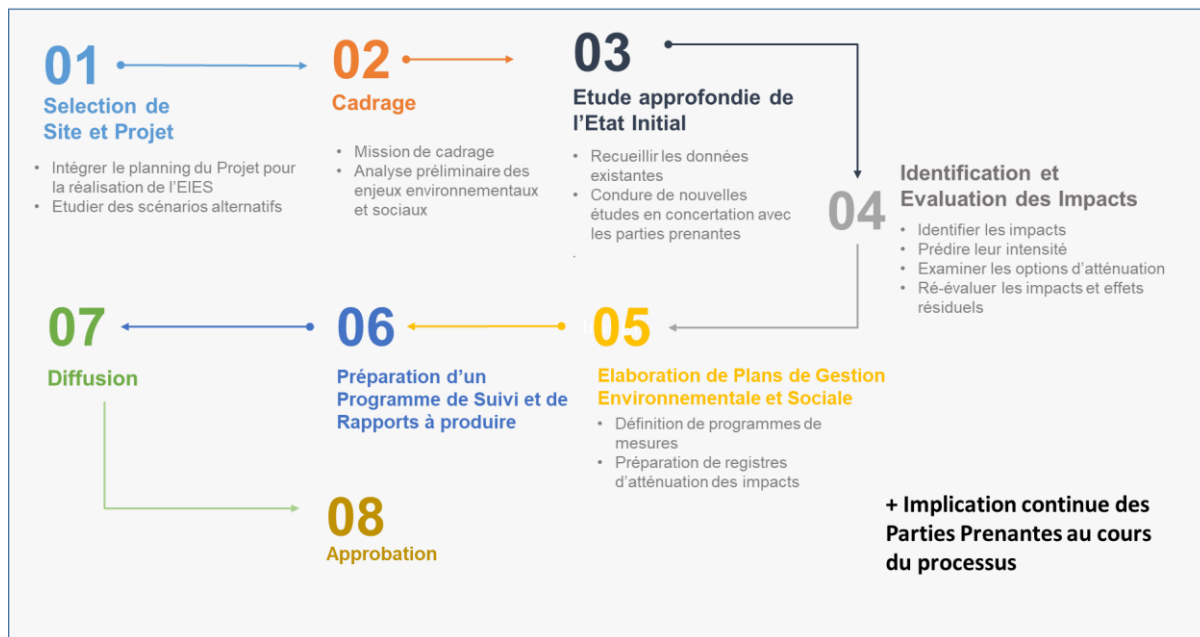 01
Selection de
Site et Projet
• Intégrer le planning du Projet pour
la réalisation de l'EIES
• Etudier des scénarios alternatifs
02
Cadrage
• Mission de cadrage
• Analyse préliminaire des
enjeux environnementaux
et sociaux
03
Etude approfondie de
l'Etat Initial
• Recueillir les données
existantes
• Condure de nouvelles
études en concertation avec
les parties prenantes
.
04
Identification et
Evaluation des Impacts
• Identifier les impacts
• Prédire leur intensité
• Examiner les options d'atténuation
• Ré-évaluer les impacts et effets
résiduels
05
Elaboration de Plans de Gestion
Environnementale et Sociale
• Définition de programmes de
mesures
• Préparation de registres
d'atténuation des impacts
06
Préparation d'un
Programme de Suivi et de
Rapports à produire
07
Diffusion
08
Approbation
+ Implication continue des
Parties Prenantes au cours
du processus